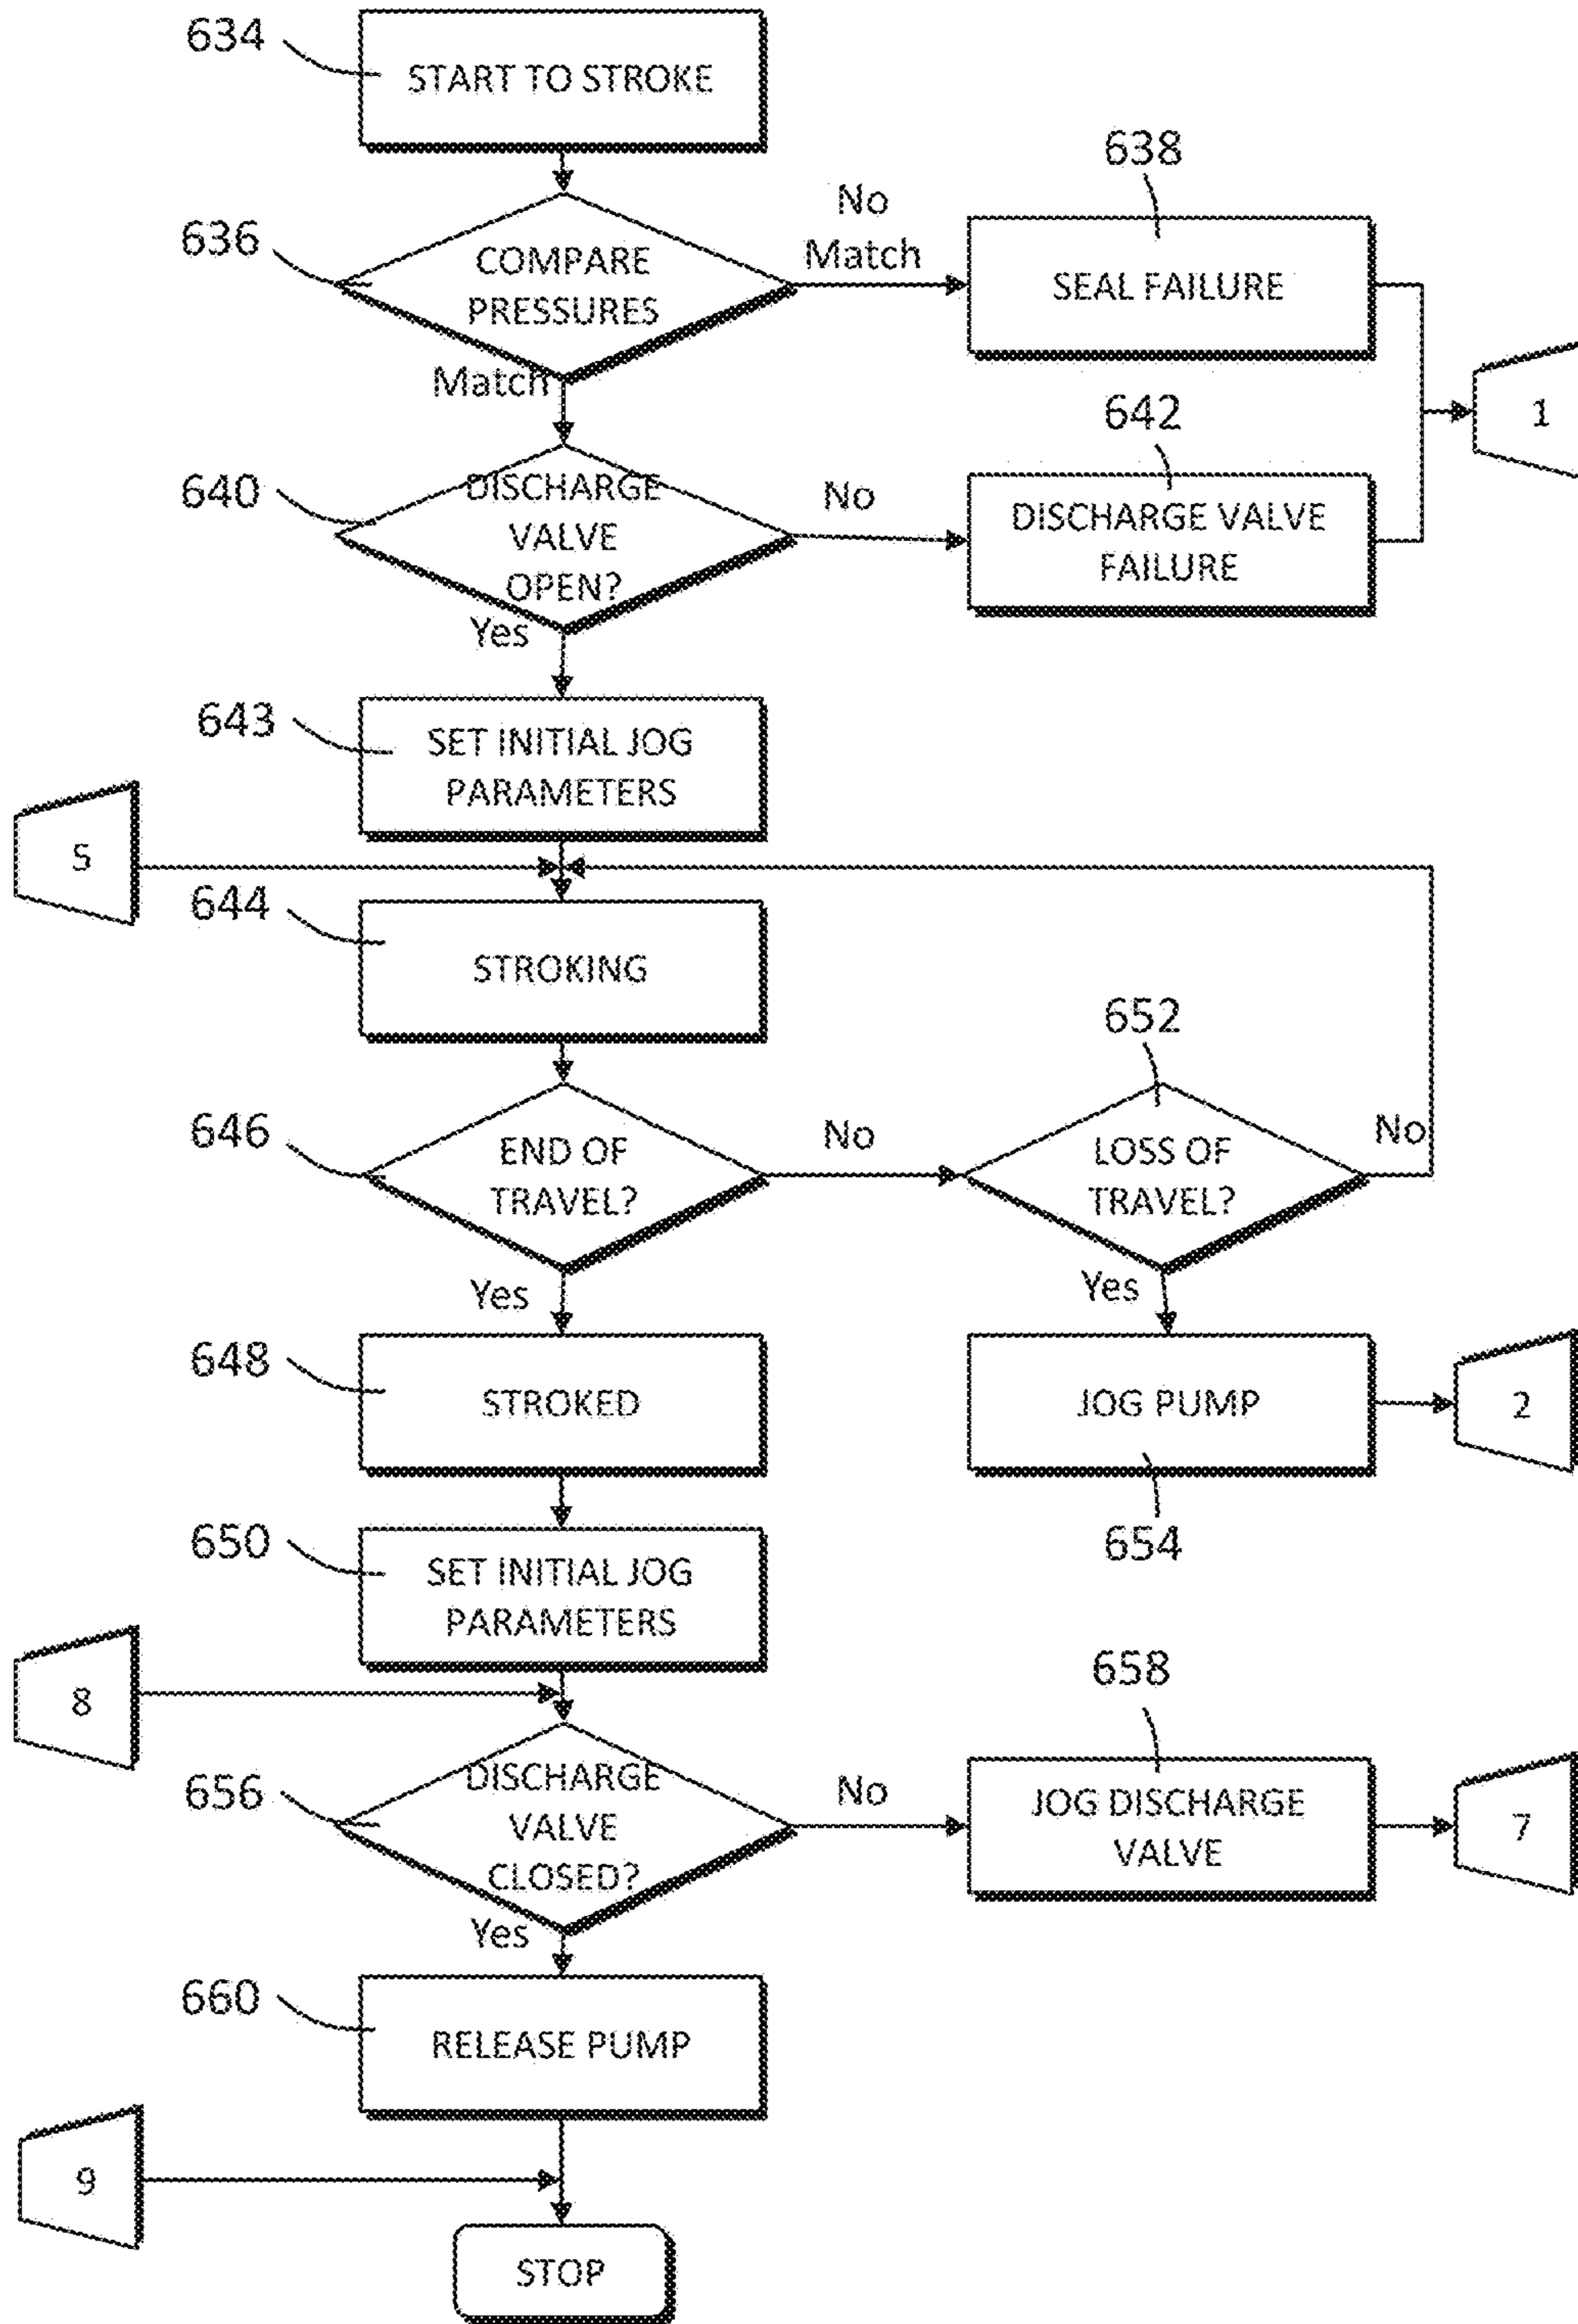 634
START TO STROKE
638
No
Match
636
COMPARE
PRESSURES
SEAL FAILURE
Match
1
642
640
DISCHARGE
VALVE
OPEN?
No
DISCHARGE VALVE
FAILURE
Yes
643
SET INITIAL JOG
PARAMETERS
5
644
STROKING
652
646
END OF
TRAVEL?
No
LOSS OF
TRAVEL?
No
Yes
Yes
648
STROKED
JOG PUMP
2
654
650
SET INITIAL JOG
PARAMETERS
8
658
656
DISCHARGE
VALVE
CLOSED?
No
JOG DISCHARGE
VALVE
7
Yes
660
RELEASE PUMP
9
STOP